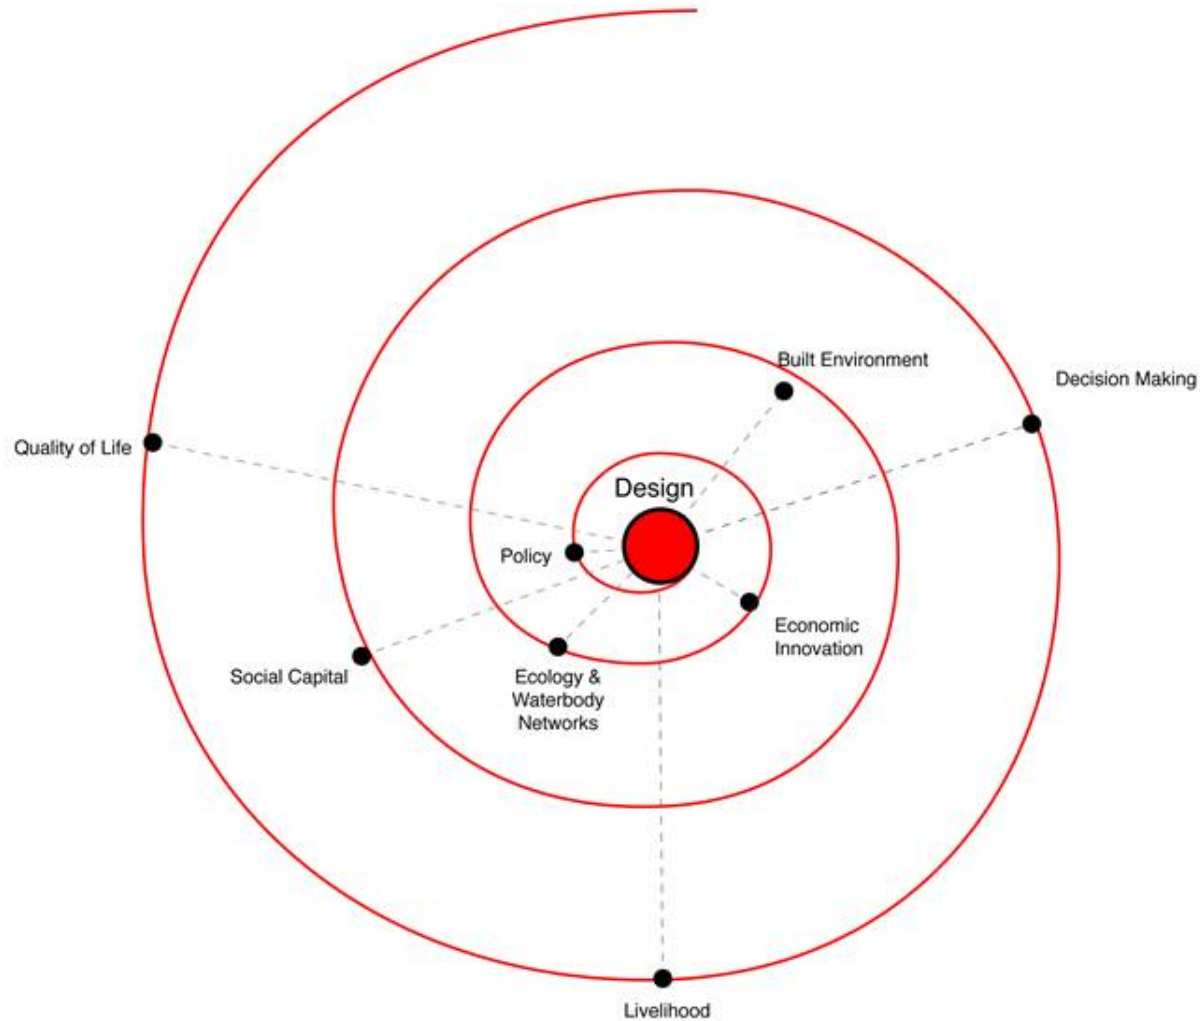 Built Environment
Decision Making
Quality of Life
Design
Policy
Economic
Innovation
Social Capital
Ecology &
Waterbody
Networks
Livelihood